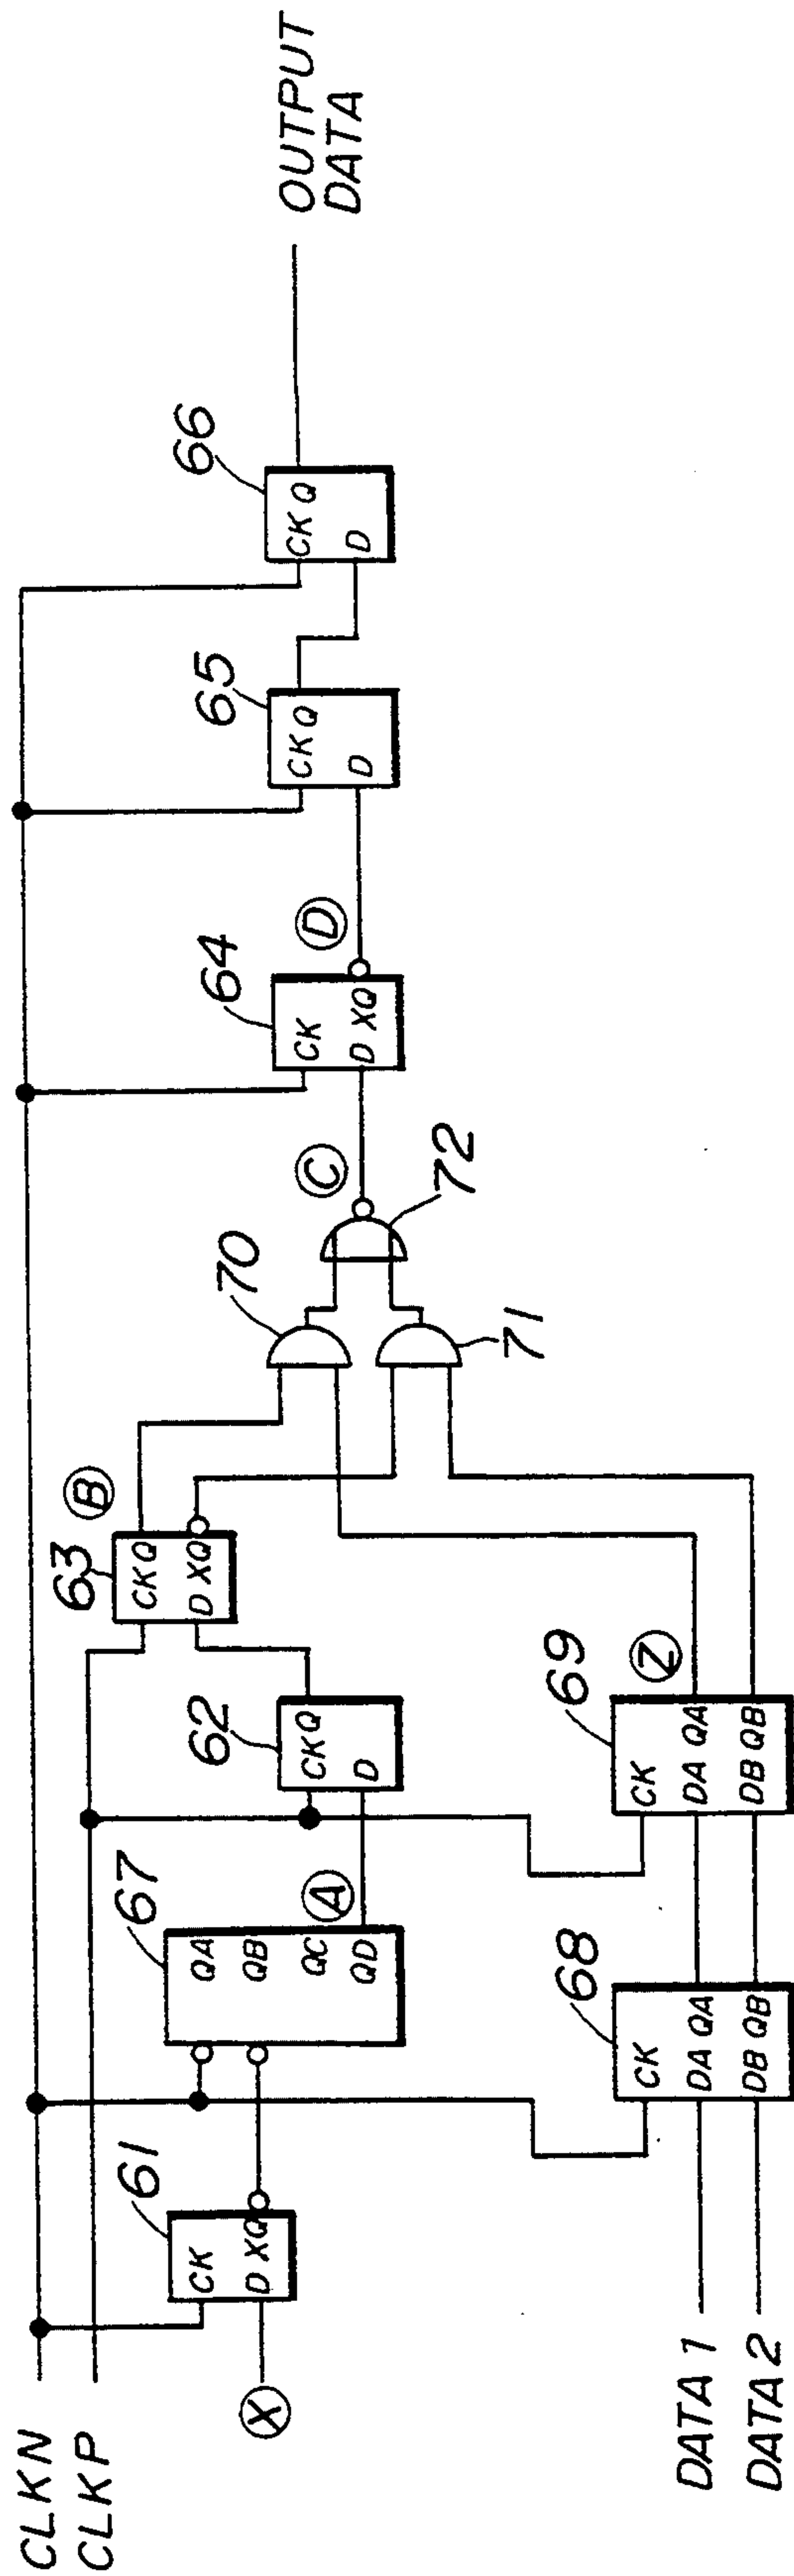 CLKN
CLKP
X
61
CK
D XQ
67
QA
QB
QC
QD
A
62
CK Q
D
63
CK Q
D XQ
B
68
CK
DA QA
DB QB
69
CK
DA QA
DB QB
Z
DATA 1
DATA 2
70
71
72
C
64
CK
D XQ
D
65
CK Q
D
66
CK Q
D
OUTPUT
DATA